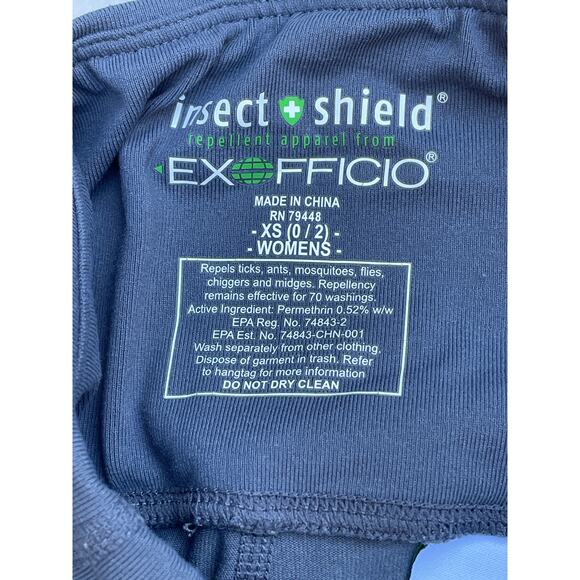 insect shield®
repellent apparel from
EXOFFICIO®
MADE IN CHINA
RN 79448
- XS (0 / 2) -
- WOMENS -
Repels ticks, ants, mosquitoes, flies,
chiggers and midges. Repellency
remains effective for 70 washings.
Active Ingredient: Permethrin 0.52% w/w
EPA Reg. No. 74843-2
EPA Est. No. 74843-CHN-001
Wash separately from other clothing.
Dispose of garment in trash. Refer
to hangtag for more information
DO NOT DRY CLEAN